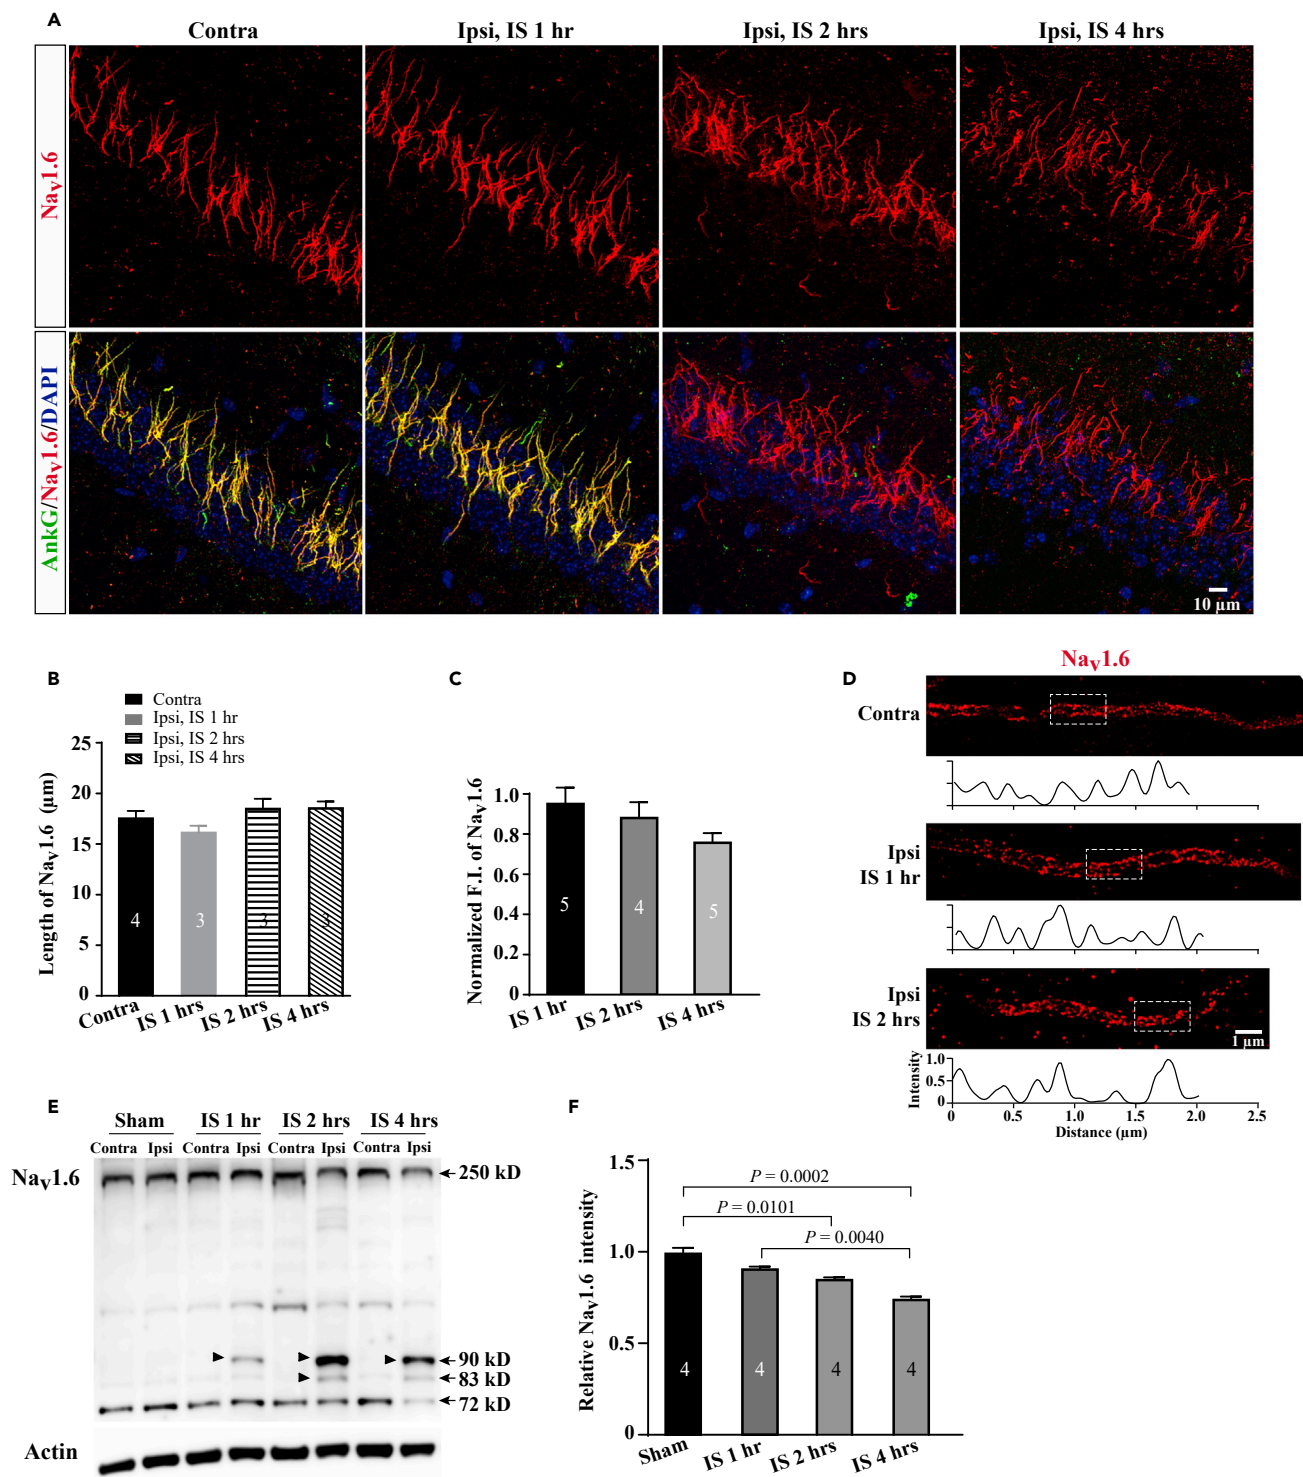 A
Contra
Ipsi, IS 1 hr
Ipsi, IS 2 hrs
Ipsi, IS 4 hrs
Nav1.6
AnkG/Nav1.6/DAPI
10 µm
B
Contra
Ipsi, IS 1 hr
Ipsi, IS 2 hrs
Ipsi, IS 4 hrs
Length of Nav1.6 (µm)
25
20
15
10
5
0
4
3
3
3
Contra
IS 1 hrs
IS 2 hrs
IS 4 hrs
C
Normalized F.I. of Nav1.6
1.0
0.8
0.6
0.4
0.2
0
5
4
5
IS 1 hr
IS 2 hrs
IS 4 hrs
D
Nav1.6
Contra
Ipsi
IS 1 hr
Ipsi
IS 2 hrs
1 µm
Intensity
1.0
0.5
0
0
0.5
1.0
1.5
2.0
2.5
Distance (µm)
E
Sham
IS 1 hr
IS 2 hrs
IS 4 hrs
Contra Ipsi Contra Ipsi Contra Ipsi Contra Ipsi
Nav1.6
250 kD
90 kD
83 kD
72 kD
Actin
F
Relative Nav1.6 intensity
1.5
1.0
0.5
0
P = 0.0002
P = 0.0101
P = 0.0040
4
4
4
4
Sham
IS 1 hr
IS 2 hrs
IS 4 hrs